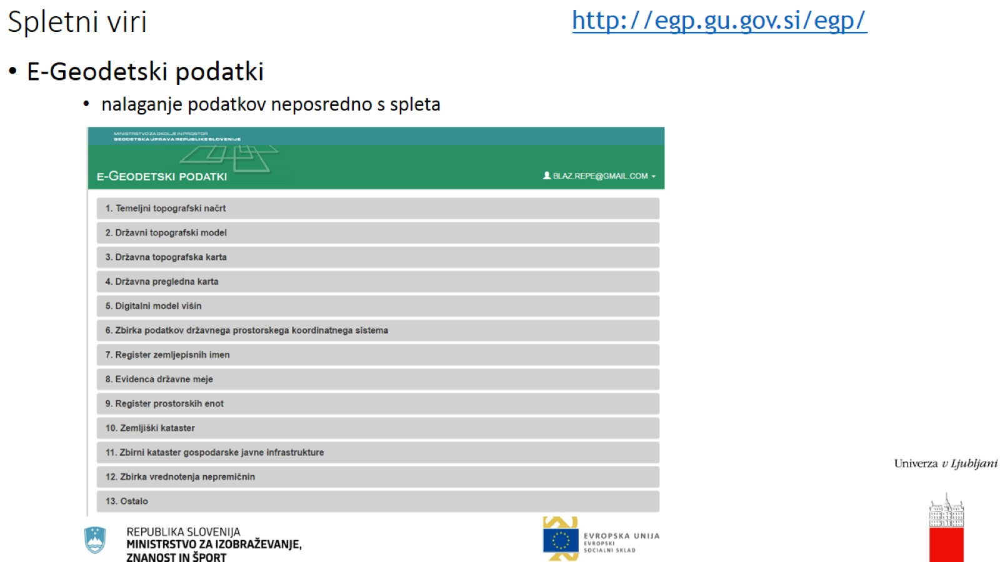 Spletni viri
http://egp.gu.gov.si/egp/
• E-Geodetski podatki
• nalaganje podatkov neposredno s spleta
MINISTRSTVO ZA OKOLJE IN PROSTOR
GEODETSKA UPRAVA REPUBLIKE SLOVENIJE
E-GEODETSKI PODATKI
BLAZ.REPE@GMAIL.COM
1. Temeljni topografski načrt
2. Državni topografski model
3. Državna topografska karta
4. Državna pregledna karta
5. Digitalni model višin
6. Zbirka podatkov državnega prostorskega koordinatnega sistema
7. Register zemljepisnih imen
8. Evidenca državne meje
9. Register prostorskih enot
10. Zemljiški kataster
11. Zbirni kataster gospodarske javne infrastrukture
12. Zbirka vrednotenja nepremičnin
13. Ostalo
Univerza v Ljubljani
REPUBLIKA SLOVENIJA
MINISTRSTVO ZA IZOBRAŽEVANJE,
ZNANOST IN ŠPORT
EVROPSKA UNIJA
EVROPSKI
SOCIALNI SKLAD